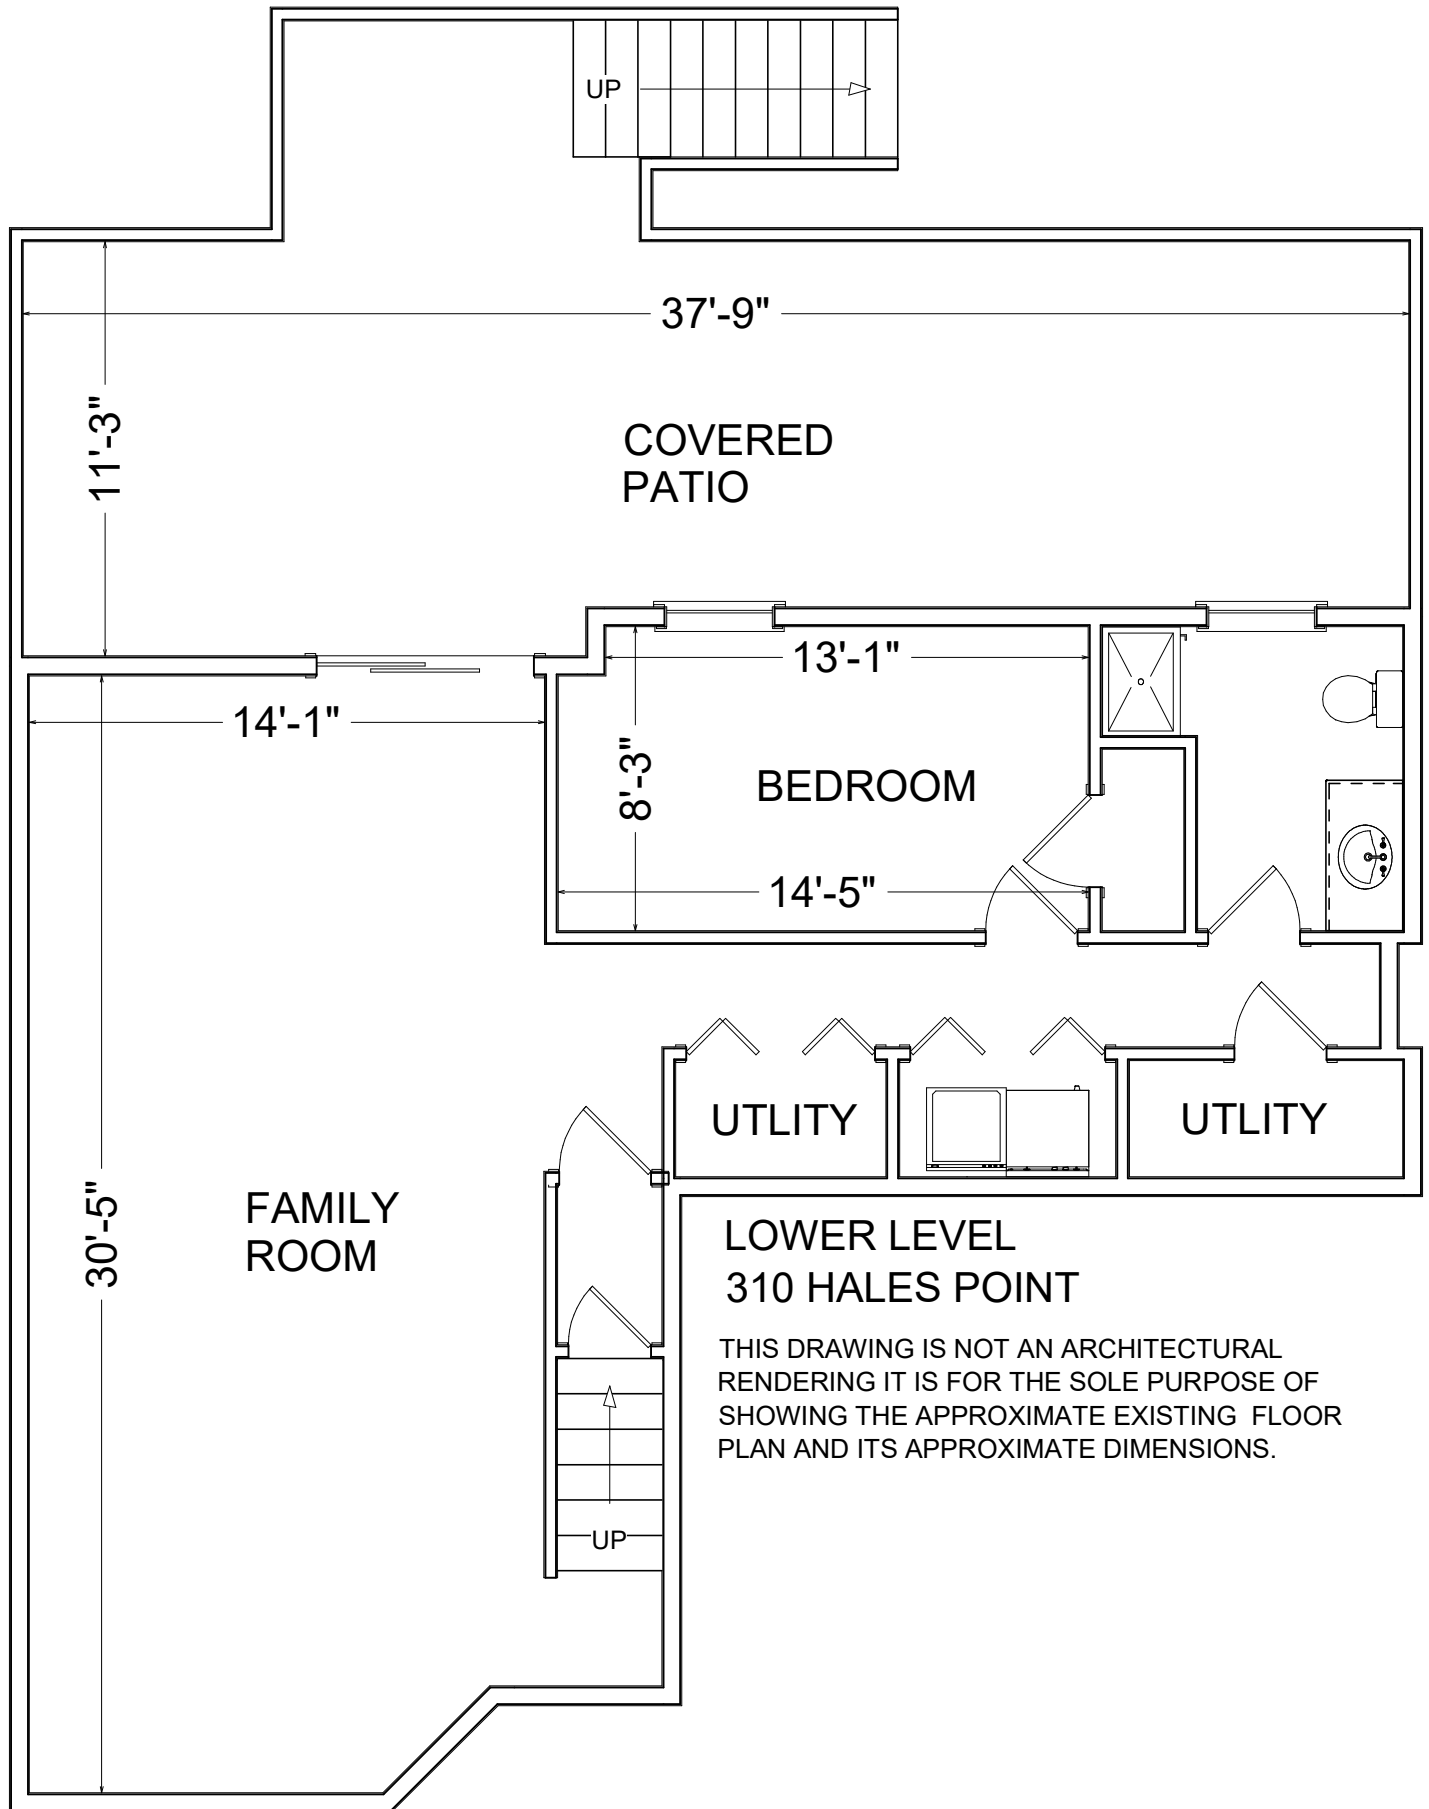 UP
37'-9"
11'-3"
COVERED
PATIO
13'-1"
14'-1"
8'-3"
BEDROOM
14'-5"
UTLITY
UTLITY
FAMILY
ROOM
30'-5"
LOWER LEVEL
310 HALES POINT
THIS DRAWING IS NOT AN ARCHITECTURAL
RENDERING IT IS FOR THE SOLE PURPOSE OF
SHOWING THE APPROXIMATE EXISTING FLOOR
PLAN AND ITS APPROXIMATE DIMENSIONS.
UP